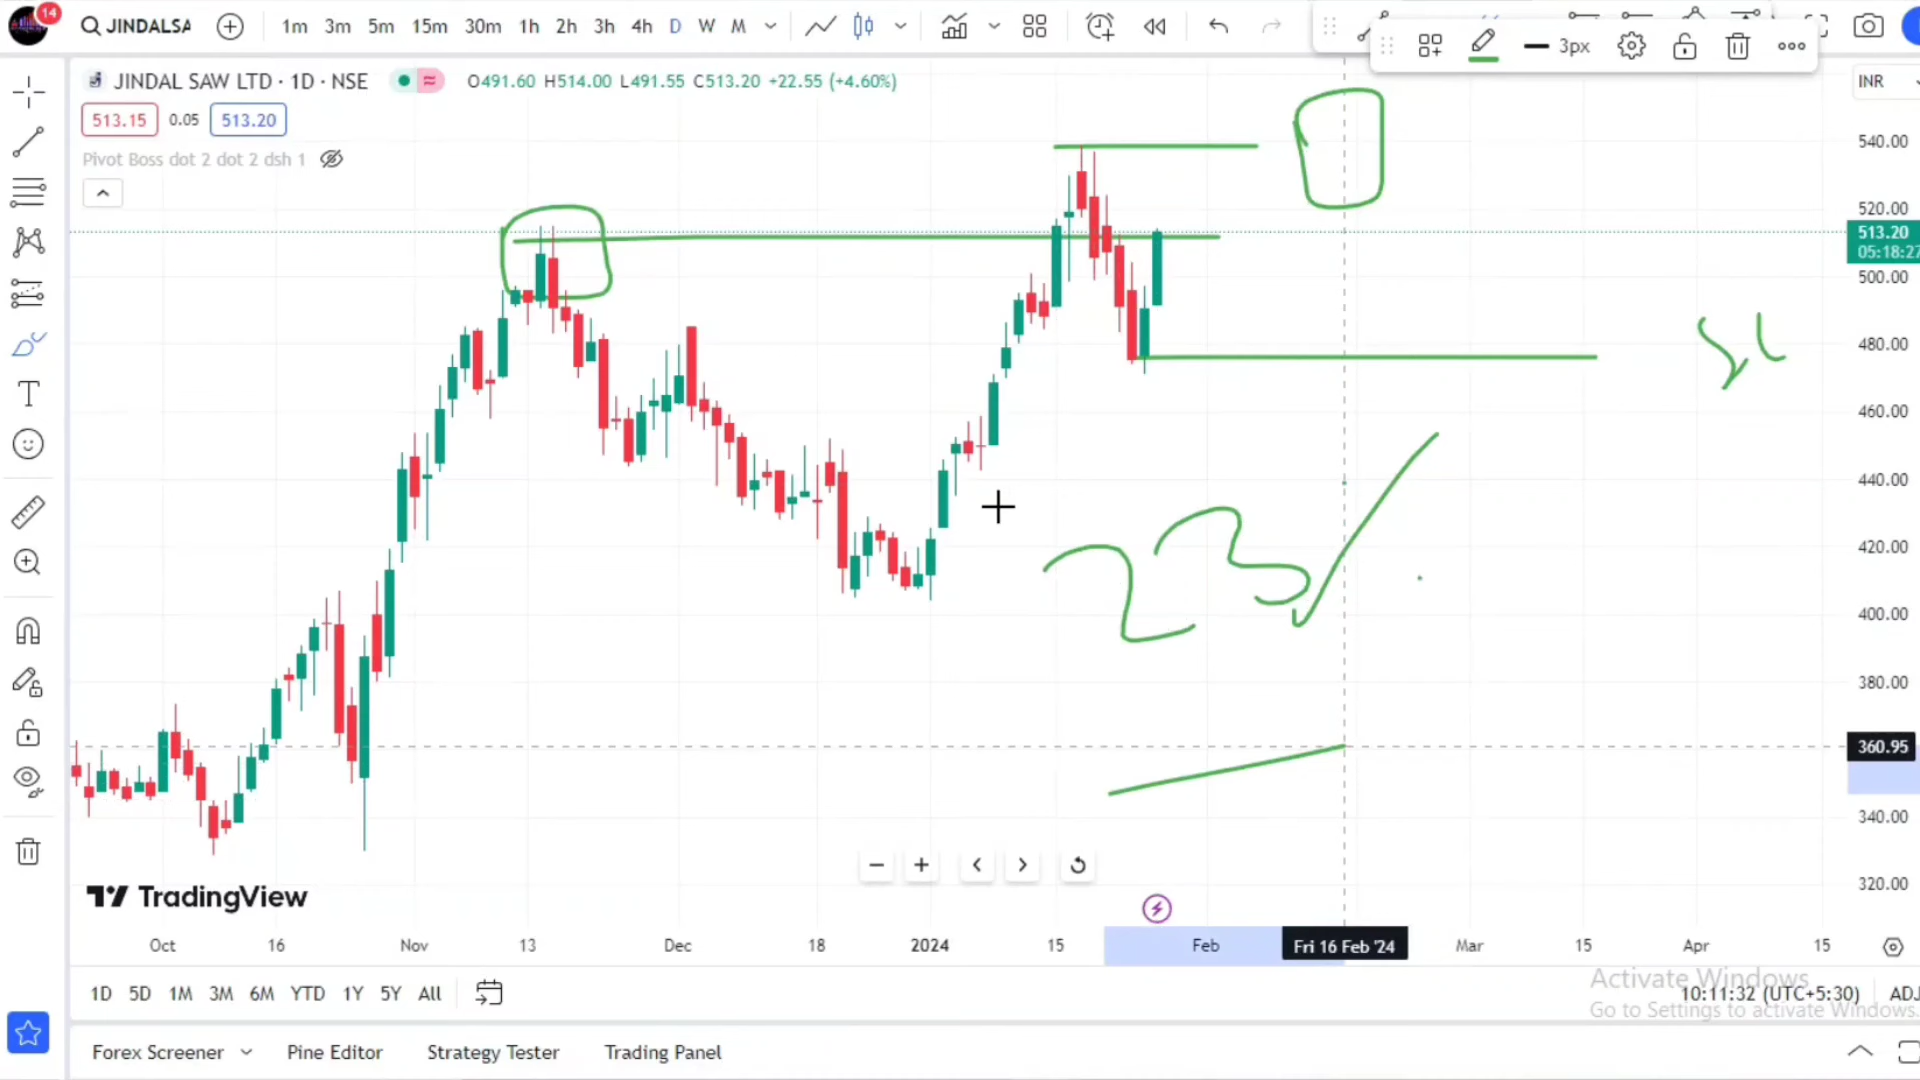 14
JINDALSA
1m 3m 5m 15m 30m 1h 2h 3h 4h D W M
3px
JINDAL SAW LTD · 1D · NSE
O491.60 H514.00 L491.55 C513.20 +22.55 (+4.60%)
INR
513.15 0.05 513.20
Pivot Boss dot 2 dot 2 dsh 1
540.00
520.00
513.20
05:18:27
500.00
480.00
SL
460.00
440.00
420.00
23%
400.00
380.00
360.95
340.00
320.00
TradingView
Oct 16 Nov 13 Dec 18 2024 15 Feb Fri 16 Feb '24 Mar 15 Apr 15
Activate Windows
Go to Settings to activate Windows.
1D 5D 1M 3M 6M YTD 1Y 5Y All
10:11:32 (UTC+5:30) ADJ
Forex Screener Pine Editor Strategy Tester Trading Panel